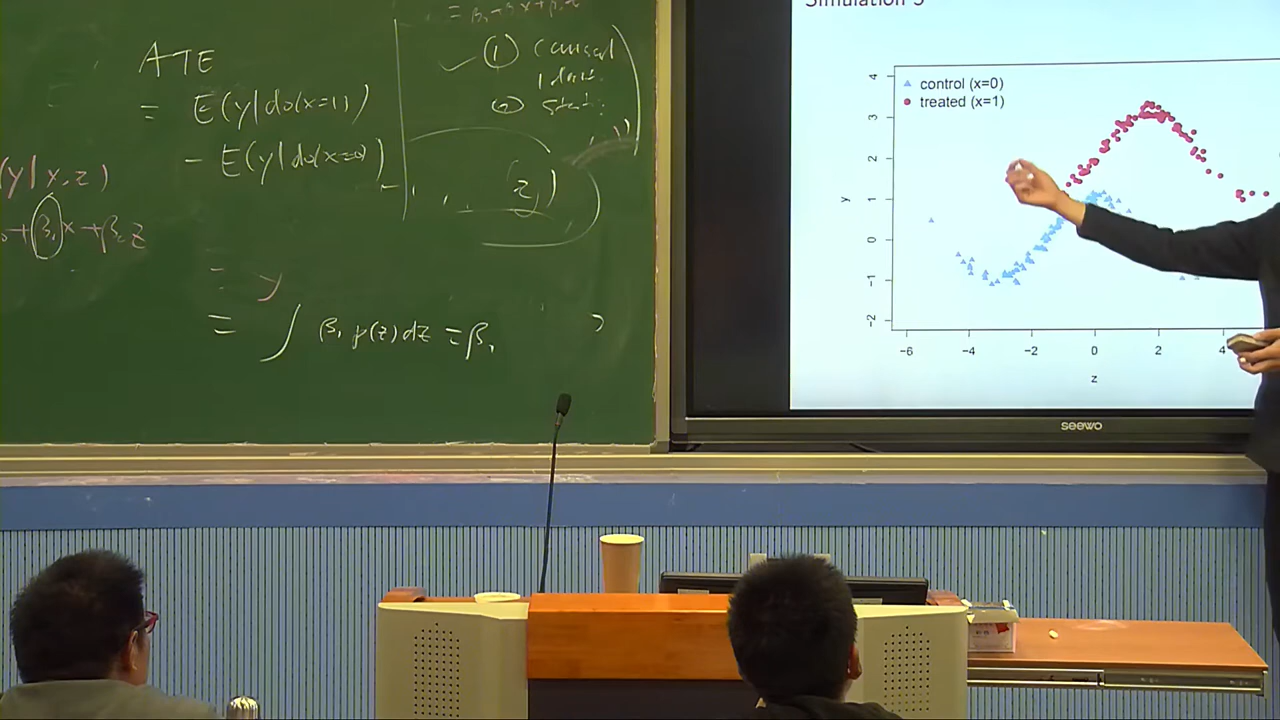 ATE
= E(y|do(x=1))
- E(y|do(x=0))
(y|x,z)
+β₁x+β₂z
= y
= ∫ β₁ p(z)dz = β₁
① causal
②
(z,)
Simulation
control (x=0)
treated (x=1)
4
3
2
1
0
−1
−2
y
−6
−4
−2
0
2
4
z
seewo